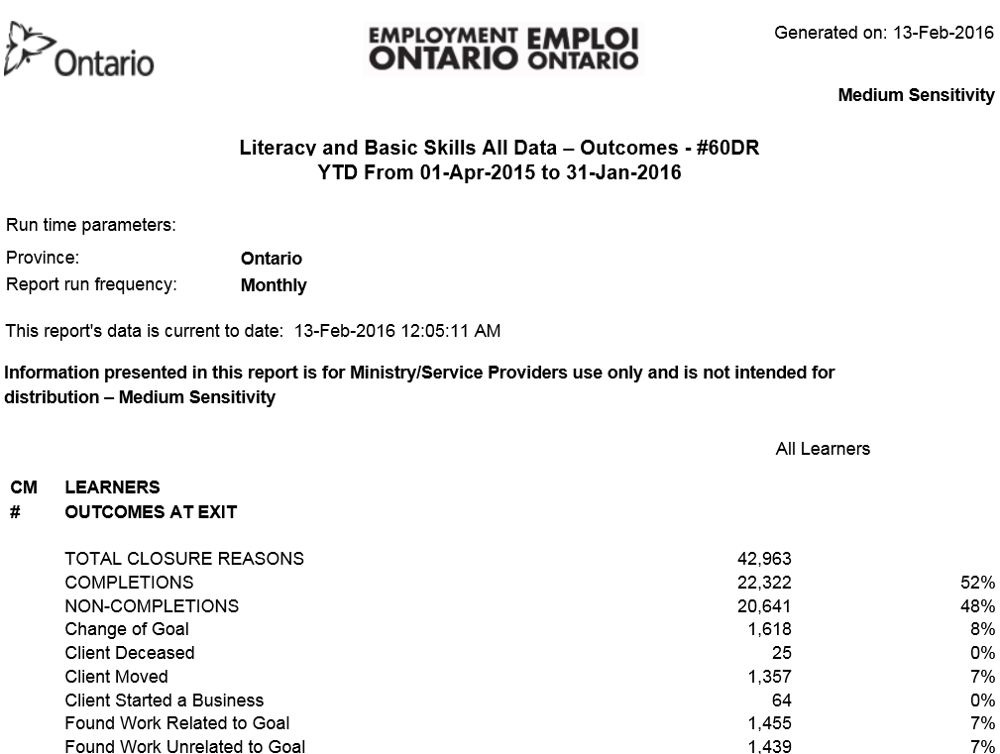 Ontario
EMPLOYMENT ONTARIO
EMPLOI ONTARIO
Generated on: 13-Feb-2016
Medium Sensitivity
Literacy and Basic Skills All Data – Outcomes - #60DR
YTD From 01-Apr-2015 to 31-Jan-2016
Run time parameters:
Province: Ontario
Report run frequency: Monthly
This report's data is current to date: 13-Feb-2016 12:05:11 AM
Information presented in this report is for Ministry/Service Providers use only and is not intended for
distribution – Medium Sensitivity
All Learners
CM LEARNERS
# OUTCOMES AT EXIT
TOTAL CLOSURE REASONS 42,963
COMPLETIONS 22,322 52%
NON-COMPLETIONS 20,641 48%
Change of Goal 1,618 8%
Client Deceased 25 0%
Client Moved 1,357 7%
Client Started a Business 64 0%
Found Work Related to Goal 1,455 7%
Found Work Unrelated to Goal 1,439 7%